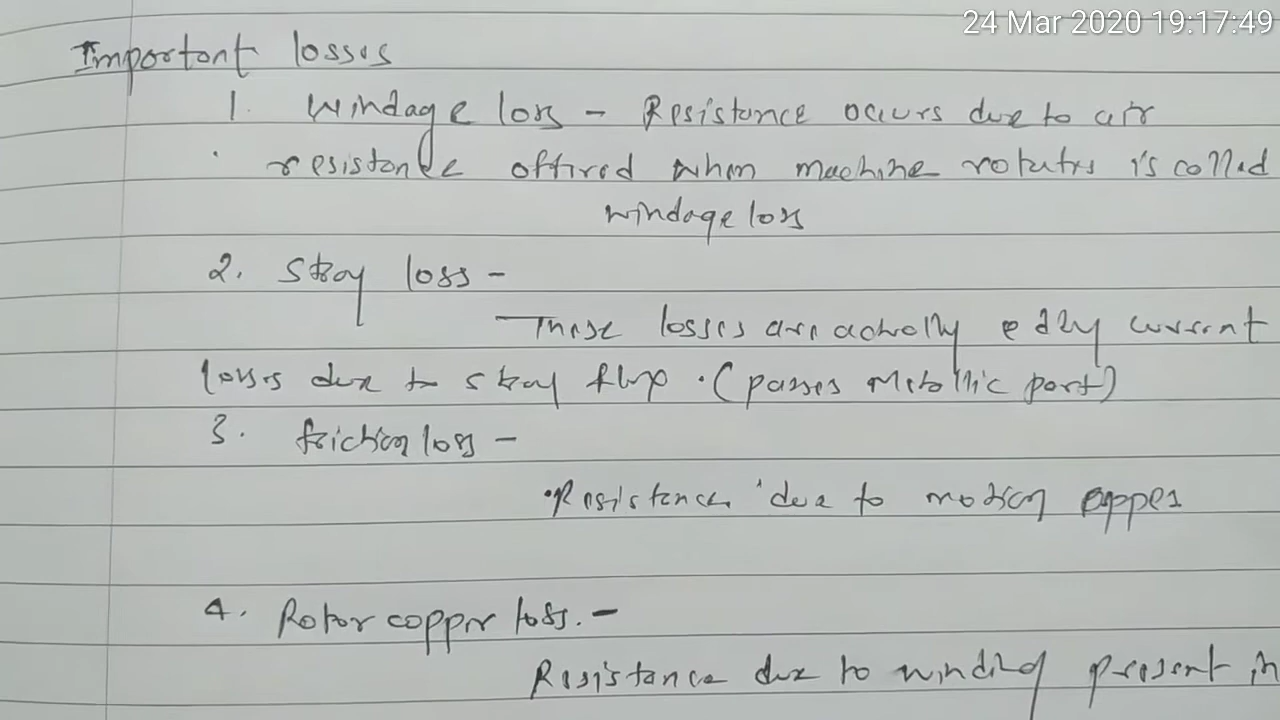 24 Mar 2020 19:17:49
Important losses
1. Windage loss - Resistance occurs due to air
resistance offired when machine rotates is called
windage loss
2. Stray loss -
These losses are actually eddy current
losses due to stray flux . (passes Metallic part)
3. friction loss -
Resistance due to motion oppes
4. Rotor copper loss. -
Resistance due to winding present in